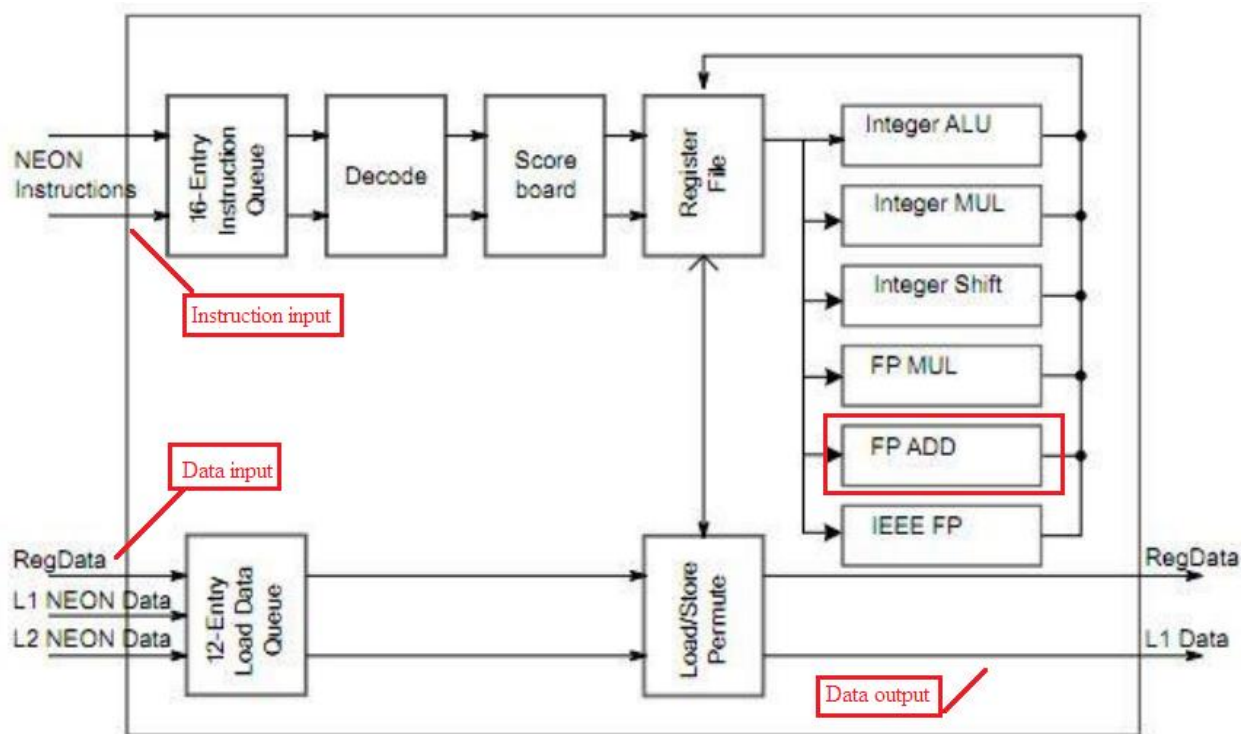 NEON
Instructions
16-Entry
Instruction
Queue
Decode
Score
board
Register
File
Integer ALU
Integer MUL
Integer Shift
FP MUL
FP ADD
IEEE FP
Instruction input
Data input
RegData
L1 NEON Data
L2 NEON Data
12-Entry
Load Data
Queue
Load/Store
Permute
RegData
L1 Data
Data output